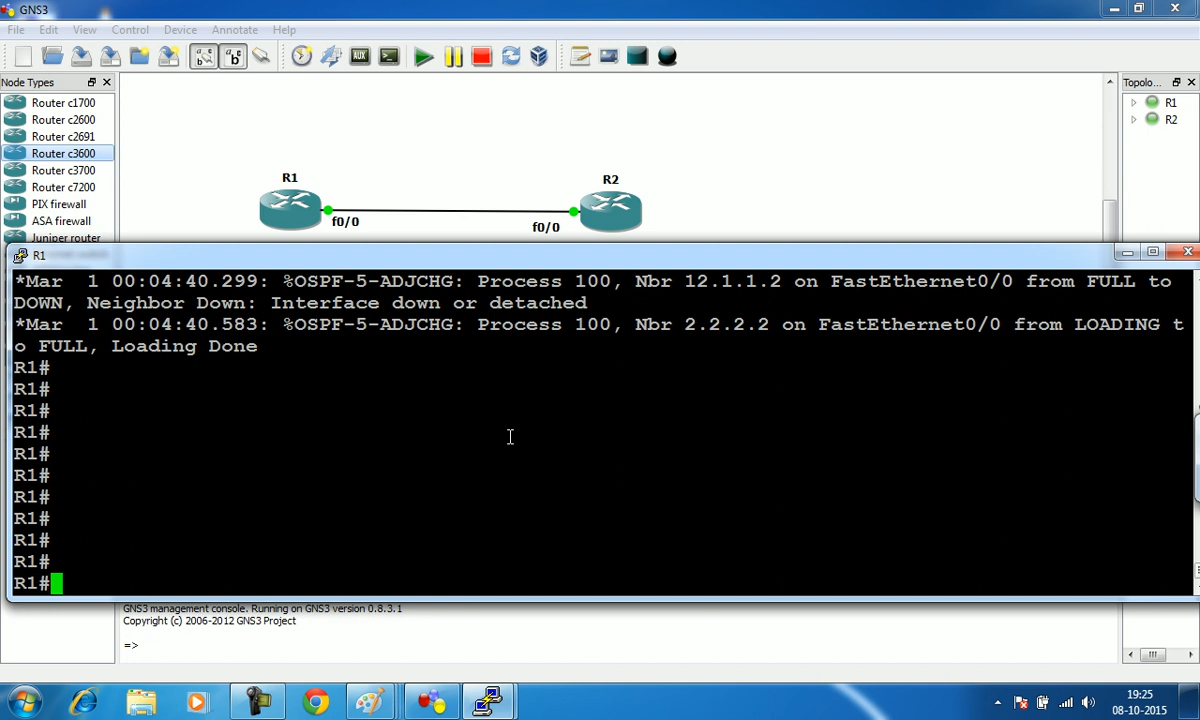 GNS3
File Edit View Control Device Annotate Help
AUX
Node Types
Topolo...
Router c1700
Router c2600
Router c2691
Router c3600
Router c3700
Router c7200
PIX firewall
ASA firewall
Juniper router
R1
R2
R1
f0/0
R2
f0/0
R1
*Mar  1 00:04:40.299: %OSPF-5-ADJCHG: Process 100, Nbr 12.1.1.2 on FastEthernet0/0 from FULL to
DOWN, Neighbor Down: Interface down or detached
*Mar  1 00:04:40.583: %OSPF-5-ADJCHG: Process 100, Nbr 2.2.2.2 on FastEthernet0/0 from LOADING t
o FULL, Loading Done
R1#
R1#
R1#
R1#
R1#
R1#
R1#
R1#
R1#
R1#
R1#
GNS3 management console. Running on GNS3 version 0.8.3.1
Copyright (c) 2006-2012 GNS3 Project
=>
19:25
08-10-2015